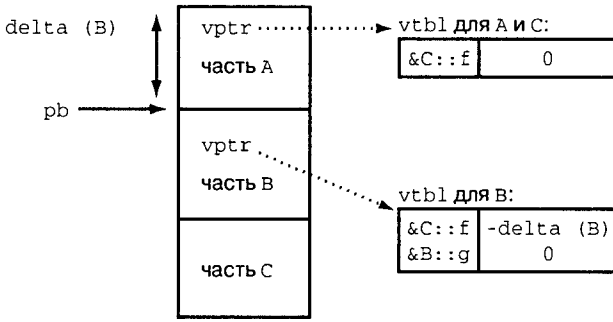 delta (B)
vptr
часть A
vtbl для A и C:
&C::f 0
pb
vptr
часть B
vtbl для B:
&C::f -delta (B)
&B::g 0
часть C